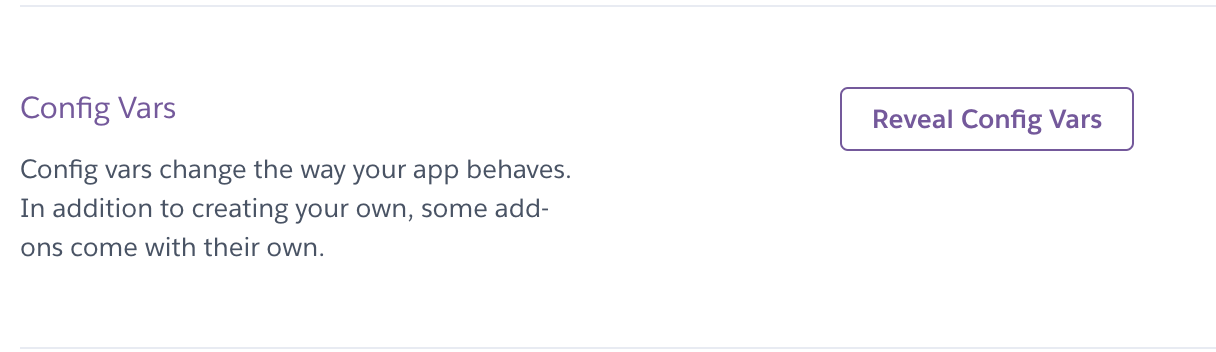 Config Vars
Reveal Config Vars
Config vars change the way your app behaves.
In addition to creating your own, some add-
ons come with their own.